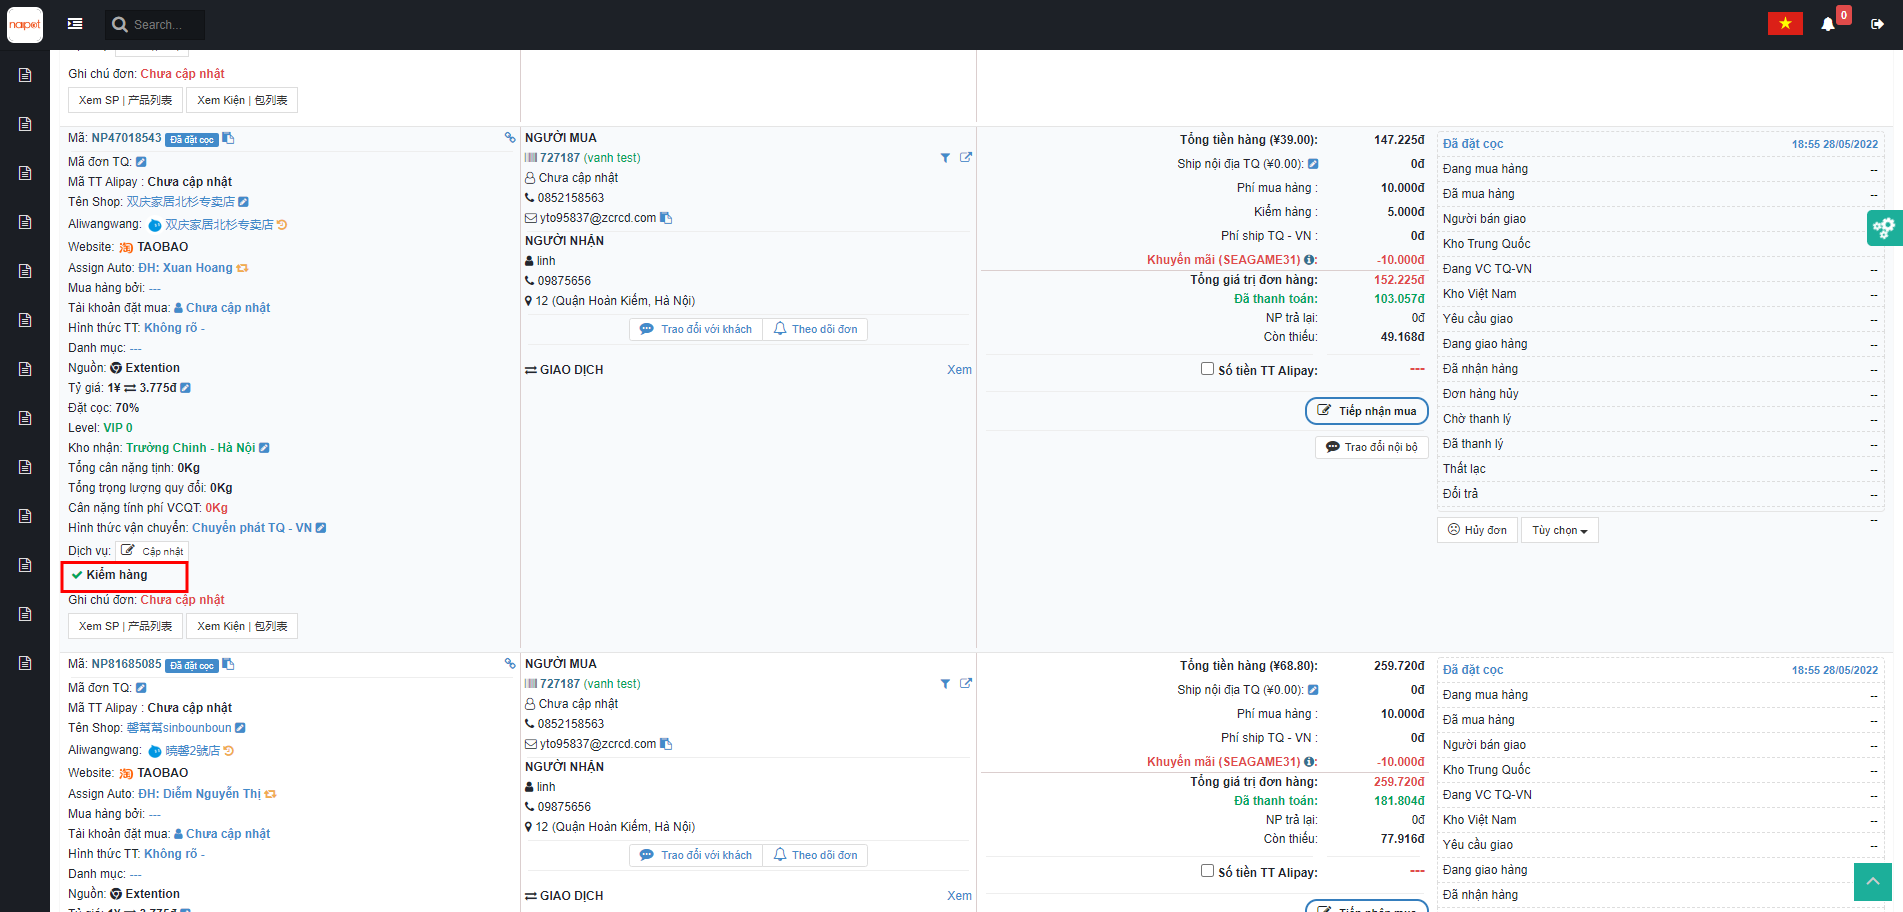 naipot
Search...
0
Ghi chú đơn: Chưa cập nhật
Xem SP | 产品列表
Xem Kiện | 包列表
Mã: NP47018543 Đã đặt cọc
Mã đơn TQ:
Mã TT Alipay : Chưa cập nhật
Tên Shop: 双庆家居北杉专卖店
Aliwangwang: 双庆家居北杉专卖店
Website: 淘 TAOBAO
Assign Auto: ĐH: Xuan Hoang
Mua hàng bởi: ---
Tài khoản đặt mua: Chưa cập nhật
Hình thức TT: Không rõ -
Danh mục: ---
Nguồn: Extention
Tỷ giá: 1¥ ⇄ 3.775đ
Đặt cọc: 70%
Level: VIP 0
Kho nhận: Trường Chinh - Hà Nội
Tổng cân nặng tịnh: 0Kg
Tổng trọng lượng quy đổi: 0Kg
Cân nặng tính phí VCQT: 0Kg
Hình thức vận chuyển: Chuyển phát TQ - VN
Dịch vụ: Cập nhật
Kiểm hàng
Ghi chú đơn: Chưa cập nhật
Xem SP | 产品列表
Xem Kiện | 包列表
NGƯỜI MUA
727187 (vanh test)
Chưa cập nhật
0852158563
yto95837@zcrcd.com
NGƯỜI NHẬN
linh
09875656
12 (Quận Hoàn Kiếm, Hà Nội)
Trao đổi với khách
Theo dõi đơn
GIAO DỊCH Xem
Tổng tiền hàng (¥39.00): 147.225đ
Ship nội địa TQ (¥0.00): 0đ
Phí mua hàng : 10.000đ
Kiểm hàng : 5.000đ
Phí ship TQ - VN : 0đ
Khuyến mãi (SEAGAME31) : -10.000đ
Tổng giá trị đơn hàng: 152.225đ
Đã thanh toán: 103.057đ
NP trả lại: 0đ
Còn thiếu: 49.168đ
Số tiền TT Alipay: ---
Tiếp nhận mua
Trao đổi nội bộ
Đã đặt cọc 18:55 28/05/2022
Đang mua hàng --
Đã mua hàng --
Người bán giao --
Kho Trung Quốc --
Đang VC TQ-VN --
Kho Việt Nam --
Yêu cầu giao --
Đang giao hàng --
Đã nhận hàng --
Đơn hàng hủy --
Chờ thanh lý --
Đã thanh lý --
Thất lạc --
Đổi trả --
--
Hủy đơn
Tùy chọn
Mã: NP81685085 Đã đặt cọc
Mã đơn TQ:
Mã TT Alipay : Chưa cập nhật
Tên Shop: 馨幫幫sinbounboun
Aliwangwang: 曉馨2號店
Website: 淘 TAOBAO
Assign Auto: ĐH: Diễm Nguyễn Thị
Mua hàng bởi: ---
Tài khoản đặt mua: Chưa cập nhật
Hình thức TT: Không rõ -
Danh mục: ---
Nguồn: Extention
Tỷ giá: 1¥ ⇄ 3.775đ
NGƯỜI MUA
727187 (vanh test)
Chưa cập nhật
0852158563
yto95837@zcrcd.com
NGƯỜI NHẬN
linh
09875656
12 (Quận Hoàn Kiếm, Hà Nội)
Trao đổi với khách
Theo dõi đơn
GIAO DỊCH Xem
Tổng tiền hàng (¥68.80): 259.720đ
Ship nội địa TQ (¥0.00): 0đ
Phí mua hàng : 10.000đ
Phí ship TQ - VN : 0đ
Khuyến mãi (SEAGAME31) : -10.000đ
Tổng giá trị đơn hàng: 259.720đ
Đã thanh toán: 181.804đ
NP trả lại: 0đ
Còn thiếu: 77.916đ
Số tiền TT Alipay: ---
Tiếp nhận mua
Đã đặt cọc 18:55 28/05/2022
Đang mua hàng --
Đã mua hàng --
Người bán giao --
Kho Trung Quốc --
Đang VC TQ-VN --
Kho Việt Nam --
Yêu cầu giao --
Đang giao hàng --
Đã nhận hàng --